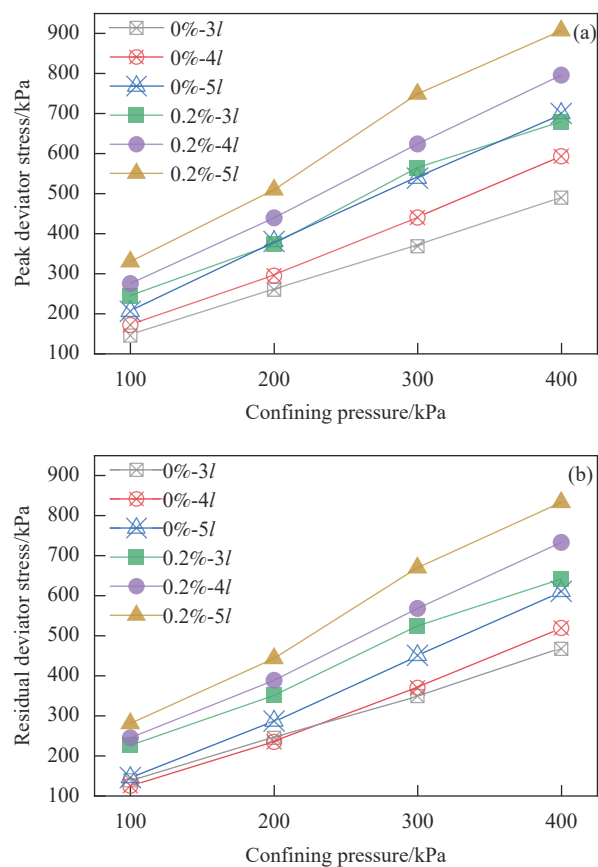 (a)
0%-3l
0%-4l
0%-5l
0.2%-3l
0.2%-4l
0.2%-5l
Peak deviator stress/kPa
900
800
700
600
500
400
300
200
100
100 200 300 400
Confining pressure/kPa
(b)
0%-3l
0%-4l
0%-5l
0.2%-3l
0.2%-4l
0.2%-5l
Residual deviator stress/kPa
900
800
700
600
500
400
300
200
100
100 200 300 400
Confining pressure/kPa